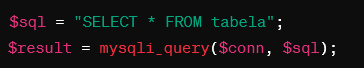 $sql = "SELECT * FROM tabela";
$result = mysqli_query($conn, $sql);